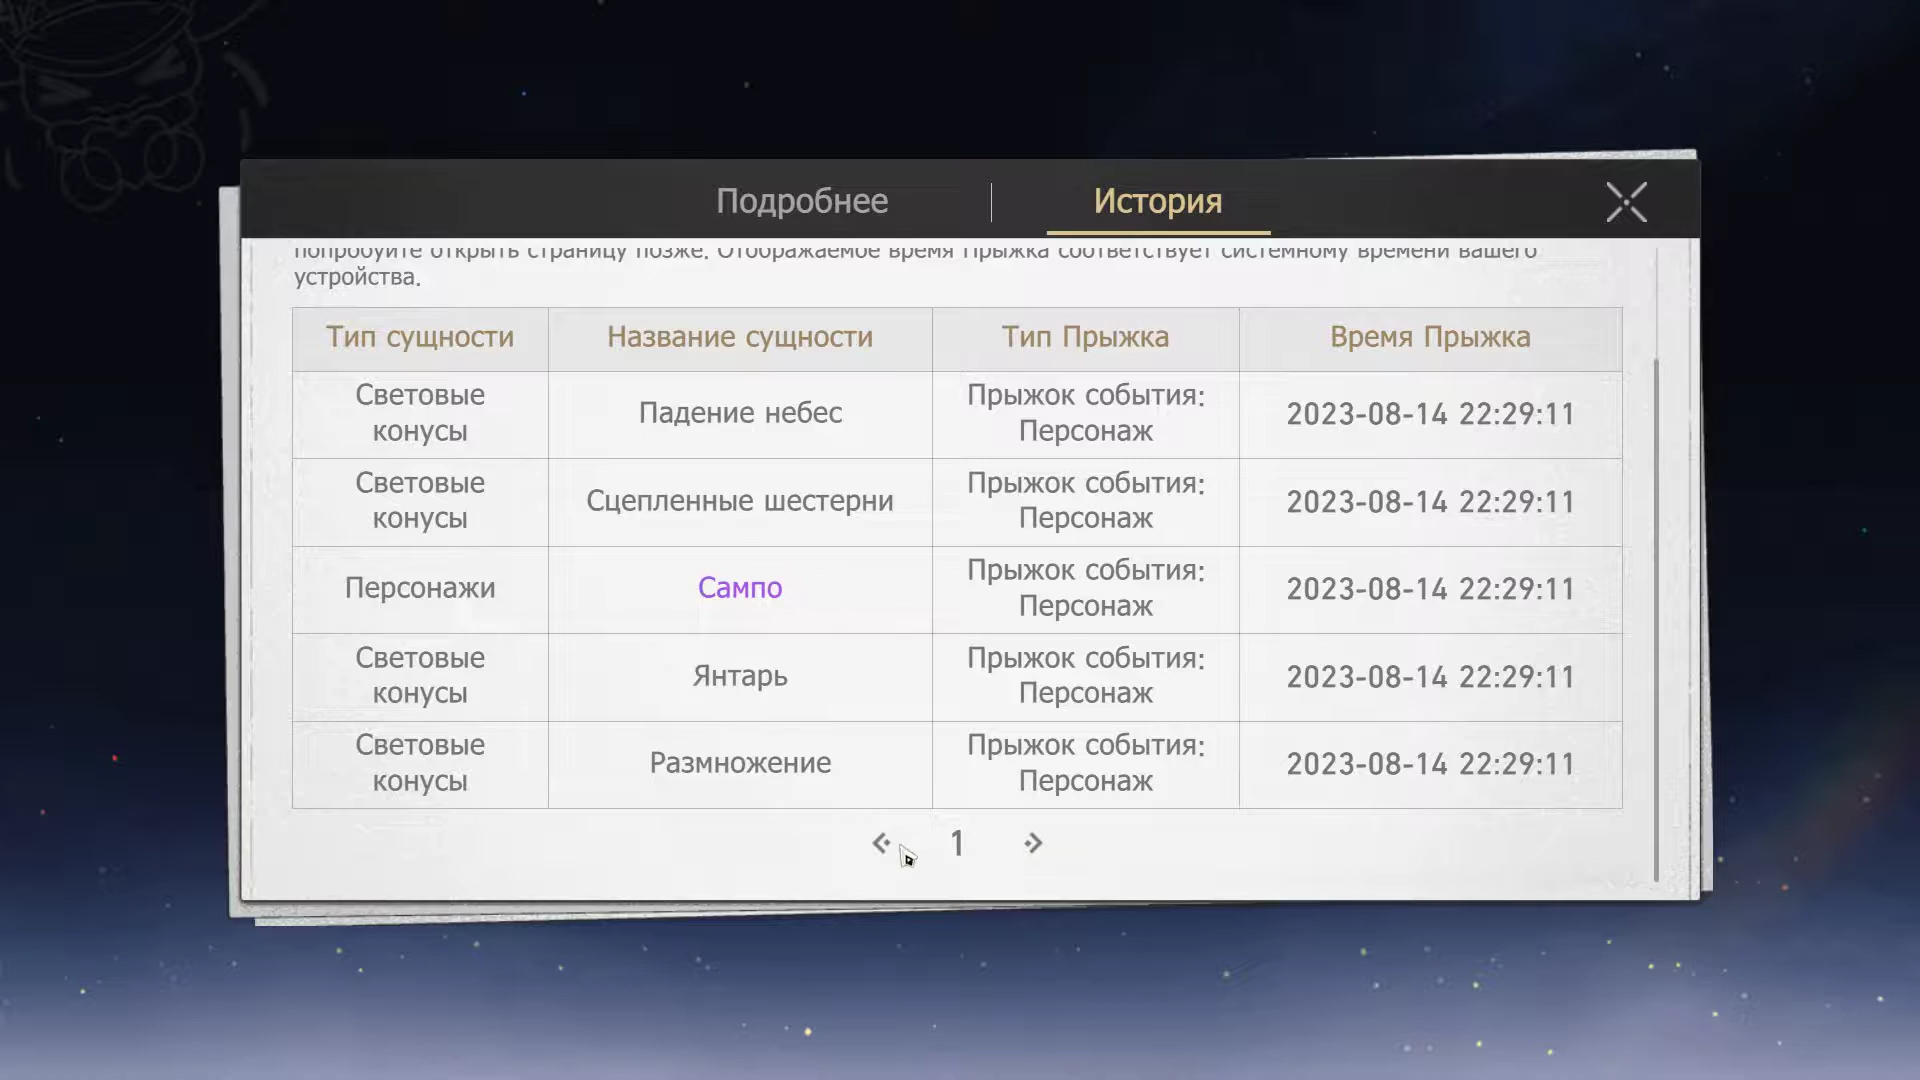 Подробнее
История
попробуйте открыть страницу позже. Отображаемое время Прыжка соответствует системному времени вашего
устройства.
Тип сущности
Название сущности
Тип Прыжка
Время Прыжка
Световые
конусы
Падение небес
Прыжок события:
Персонаж
2023-08-14 22:29:11
Световые
конусы
Сцепленные шестерни
Прыжок события:
Персонаж
2023-08-14 22:29:11
Персонажи
Сампо
Прыжок события:
Персонаж
2023-08-14 22:29:11
Световые
конусы
Янтарь
Прыжок события:
Персонаж
2023-08-14 22:29:11
Световые
конусы
Размножение
Прыжок события:
Персонаж
2023-08-14 22:29:11
1